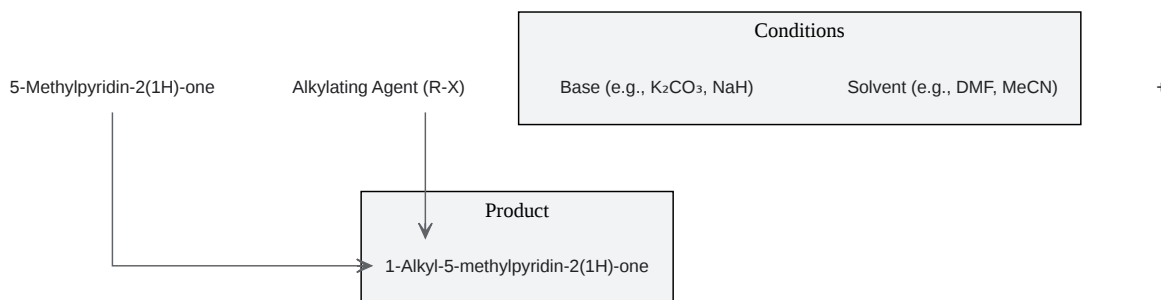 Conditions
5-Methylpyridin-2(1H)-one
Alkylating Agent (R-X)
Base (e.g., K₂CO₃, NaH)
Solvent (e.g., DMF, MeCN)
+
Product
1-Alkyl-5-methylpyridin-2(1H)-one